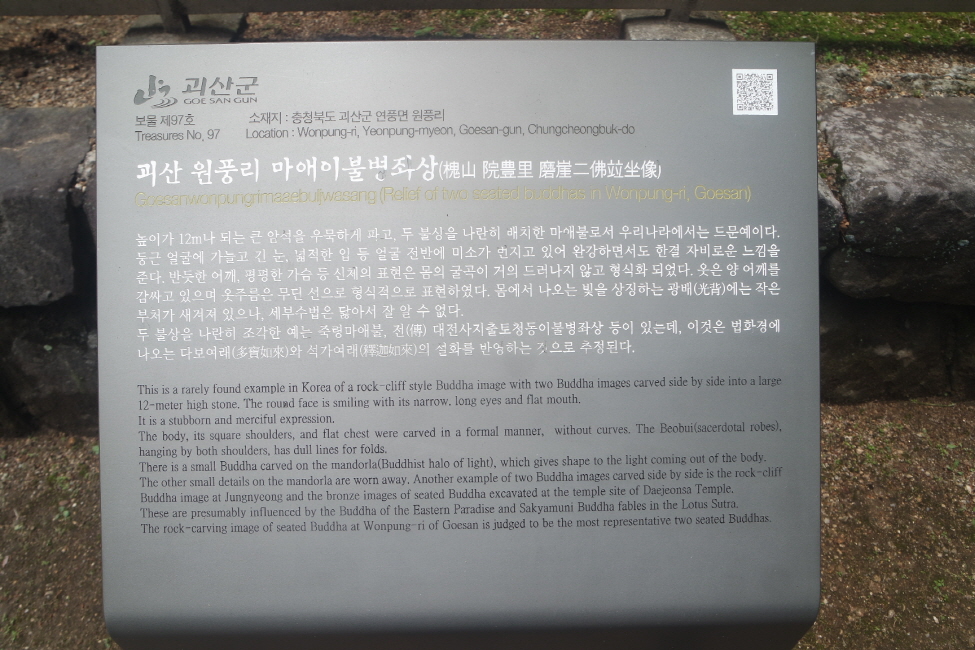 괴산군
GOE SAN GUN
보물 제97호 소재지 : 충청북도 괴산군 연풍면 원풍리
Treasures No, 97 Location : Wonpung-ri, Yeonpung-myeon, Goesan-gun, Chungcheongbuk-do
괴산 원풍리 마애이불병좌상(槐山 院豊里 磨崖二佛竝坐像)
Goesanwonpungrimaaebuljwasang (Relief of two seated buddhas in Wonpung-ri, Goesan)
높이가 12m나 되는 큰 암석을 우묵하게 파고, 두 불상을 나란히 배치한 마애불로서 우리나라에서는 드문예이다.
둥근 얼굴에 가늘고 긴 눈, 넓적한 입 등 얼굴 전반에 미소가 번지고 있어 완강하면서도 한결 자비로운 느낌을
준다. 반듯한 어깨, 평평한 가슴 등 신체의 표현은 몸의 굴곡이 거의 드러나지 않고 형식화 되었다. 옷은 양 어깨를
감싸고 있으며 옷주름은 무딘 선으로 형식적으로 표현하였다. 몸에서 나오는 빛을 상징하는 광배(光背)에는 작은
부처가 새겨져 있으나, 세부수법은 닳아서 잘 알 수 없다.
두 불상을 나란히 조각한 예는 죽령마애불, 전(傳) 대전사지출토청동이불병좌상 등이 있는데, 이것은 법화경에
나오는 다보여래(多寶如來)와 석가여래(釋迦如來)의 설화를 반영하는 것으로 추정된다.
This is a rarely found example in Korea of a rock-cliff style Buddha image with two Buddha images carved side by side into a large
12-meter high stone. The round face is smiling with its narrow, long eyes and flat mouth.
It is a stubborn and merciful expression.
The body, its square shoulders, and flat chest were carved in a formal manner, without curves. The Beobui(sacerdotal robes),
hanging by both shoulders, has dull lines for folds.
There is a small Buddha carved on the mandorla(Buddhist halo of light), which gives shape to the light coming out of the body.
The other small details on the mandorla are worn away. Another example of two Buddha images carved side by side is the rock-cliff
Buddha image at Jungnyeong and the bronze images of seated Buddha excavated at the temple site of Daejeonsa Temple.
These are presumably influenced by the Buddha of the Eastern Paradise and Sakyamuni Buddha fables in the Lotus Sutra.
The rock-carving image of seated Buddha at Wonpung-ri of Goesan is judged to be the most representative two seated Buddhas.